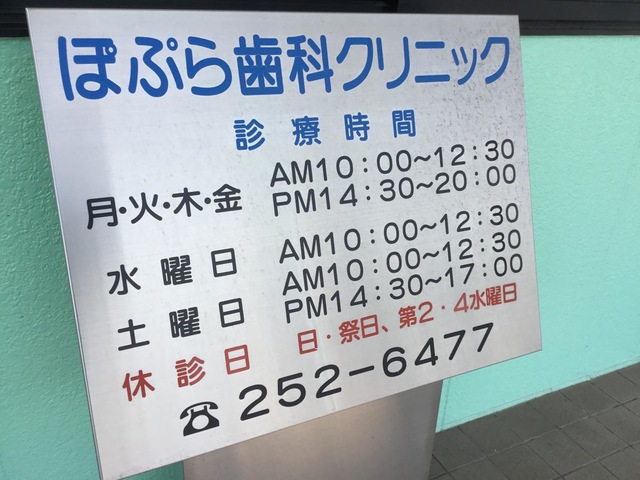 ぽぷら歯科クリニック
診療時間
月・火・木・金 AM10:00〜12:30
PM14:30〜20:00
水曜日 AM10:00〜12:30
土曜日 AM10:00〜12:30
PM14:30〜17:00
休診日 日・祭日、第2・4水曜日
☎252-6477